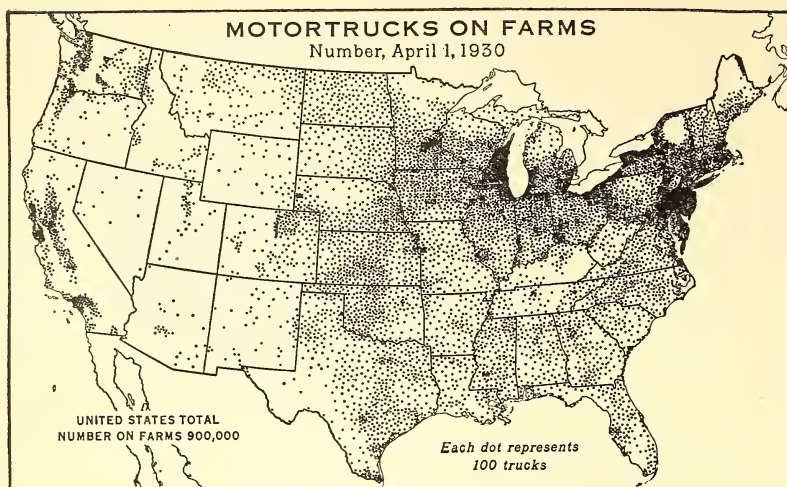 MOTORTRUCKS ON FARMS
Number, April 1, 1930
UNITED STATES TOTAL
NUMBER ON FARMS 900,000
Each dot represents
100 trucks